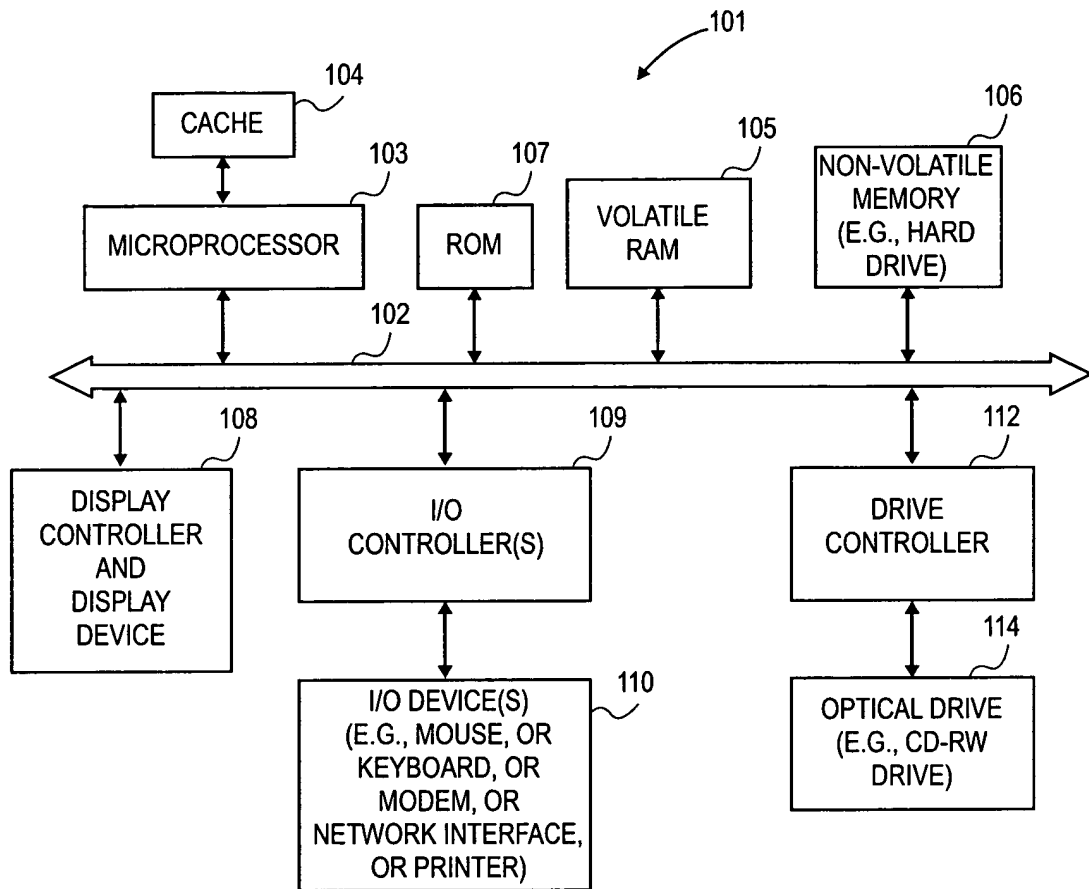 101
104
CACHE
103
MICROPROCESSOR
107
ROM
105
VOLATILE
RAM
106
NON-VOLATILE
MEMORY
(E.G., HARD
DRIVE)
102
108
DISPLAY
CONTROLLER
AND
DISPLAY
DEVICE
109
I/O
CONTROLLER(S)
112
DRIVE
CONTROLLER
110
I/O DEVICE(S)
(E.G., MOUSE, OR
KEYBOARD, OR
MODEM, OR
NETWORK INTERFACE,
OR PRINTER)
114
OPTICAL DRIVE
(E.G., CD-RW
DRIVE)